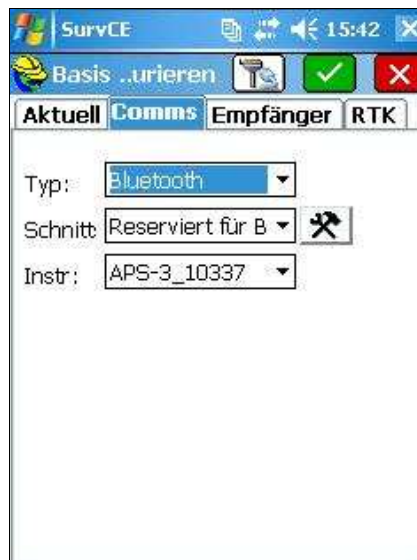 SurvCE 15:42
Basis ..urieren
Aktuell Comms Empfänger RTK
Typ: Bluetooth
Schnitt: Reserviert für B
Instr: APS-3_10337